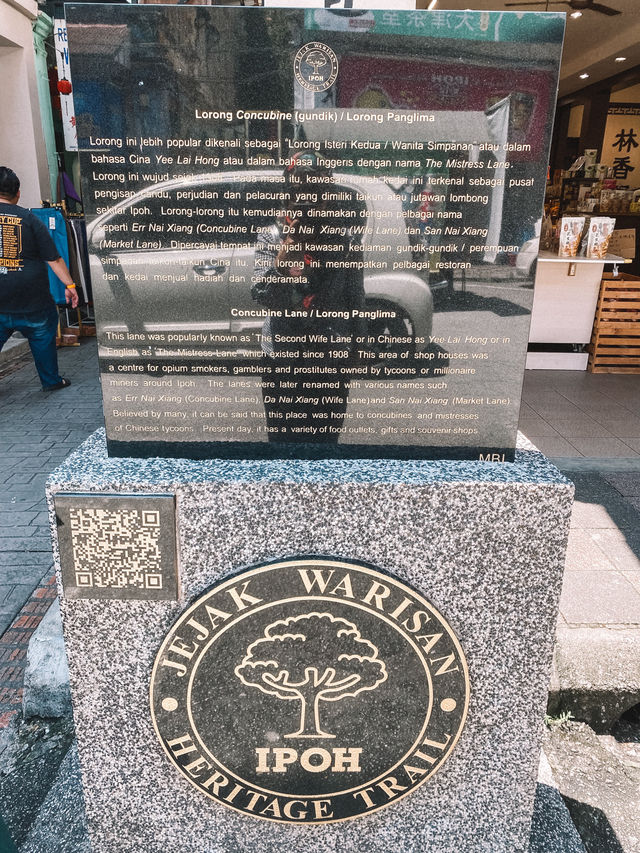 JEJAK WARISAN
IPOH
HERITAGE TRAIL
Lorong Concubine (gundik) / Lorong Panglima
Lorong ini lebih popular dikenali sebagai "Lorong Isteri Kedua / Wanita Simpanan" atau dalam
bahasa Cina Yee Lai Hong atau dalam bahasa Inggeris dengan nama The Mistress Lane.
Lorong ini wujud sejak Pada masa itu, kawasan rumah kedai ini terkenal sebagai pusat
pengisap candu, perjudian dan pelacuran yang dimiliki taikun atau jutawan lombong
sekitar Ipoh. Lorong-lorong itu kemudiannya dinamakan dengan pelbagai nama
seperti Err Nai Xiang (Concubine Lane), Da Nai Xiang (Wife Lane) dan San Nai Xiang
(Market Lane). Dipercayai tempat ini menjadi kawasan kediaman gundik-gundik / perempuan
simpanan taikun-taikun Cina itu. Kini lorong ini menempatkan pelbagai restoran
dan kedai menjual hadiah dan cenderamata.
Concubine Lane / Lorong Panglima
This lane was popularly known as "The Second Wife Lane" or in Chinese as Yee Lai Hong or in
English as "The Mistress Lane" which existed since 1908 This area of shop houses was
a centre for opium smokers, gamblers and prostitutes owned by tycoons or millionaire
miners around Ipoh. The lanes were later renamed with various names such
as Err Nai Xiang (Concubine Lane), Da Nai Xiang (Wife Lane)and San Nai Xiang (Market Lane).
Believed by many, it can be said that this place was home to concubines and mistresses
of Chinese tycoons. Present day, it has a variety of food outlets, gifts and souvenir shops.
MBI
林
香
JEJAK WARISAN
IPOH
HERITAGE TRAIL